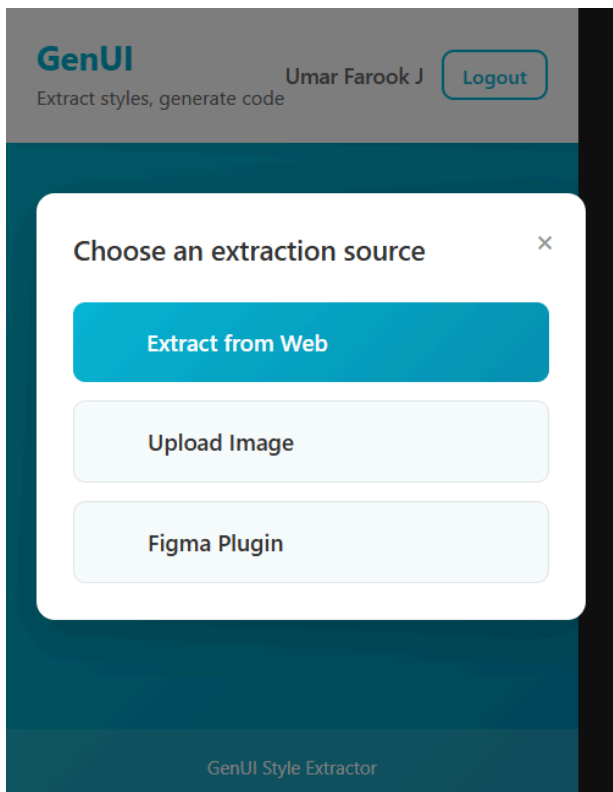 GenUI
Umar Farook J
Logout
Extract styles, generate code
Choose an extraction source
×
Extract from Web
Upload Image
Figma Plugin
GenUI Style Extractor